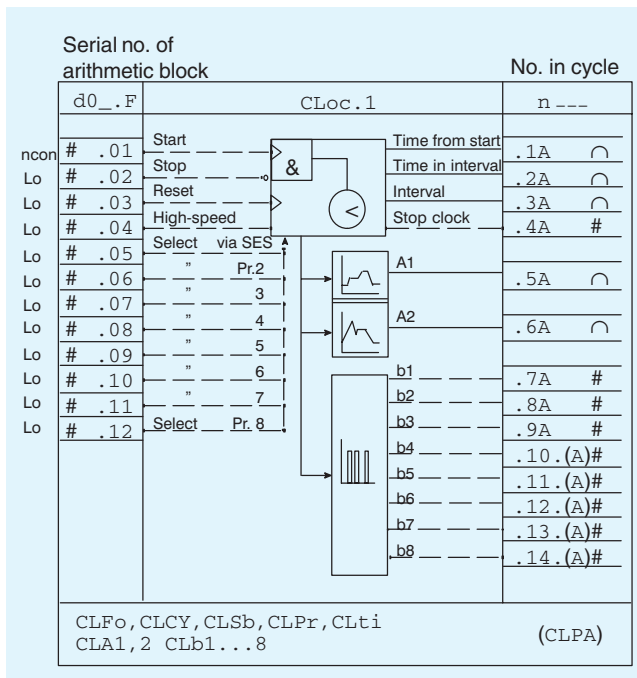 Serial no. of
arithmetic block
No. in cycle
d0_.F CLoc.1 n ---
ncon # .01 Start & Time from start .1A ∩
Lo # .02 Stop Time in interval .2A ∩
Lo # .03 Reset < Interval .3A ∩
Lo # .04 High-speed Stop clock .4A #
Lo # .05 Select via SES
Lo # .06 " Pr.2 A1 .5A ∩
Lo # .07 " 3
Lo # .08 " 4 A2 .6A ∩
Lo # .09 " 5
Lo # .10 " 6 b1 .7A #
Lo # .11 " 7 b2 .8A #
Lo # .12 Select Pr. 8 b3 .9A #
b4 .10.(A)#
b5 .11.(A)#
b6 .12.(A)#
b7 .13.(A)#
b8 .14.(A)#
CLFo,CLCY,CLSb,CLPr,CLti
CLA1,2 CLb1...8
(CLPA)